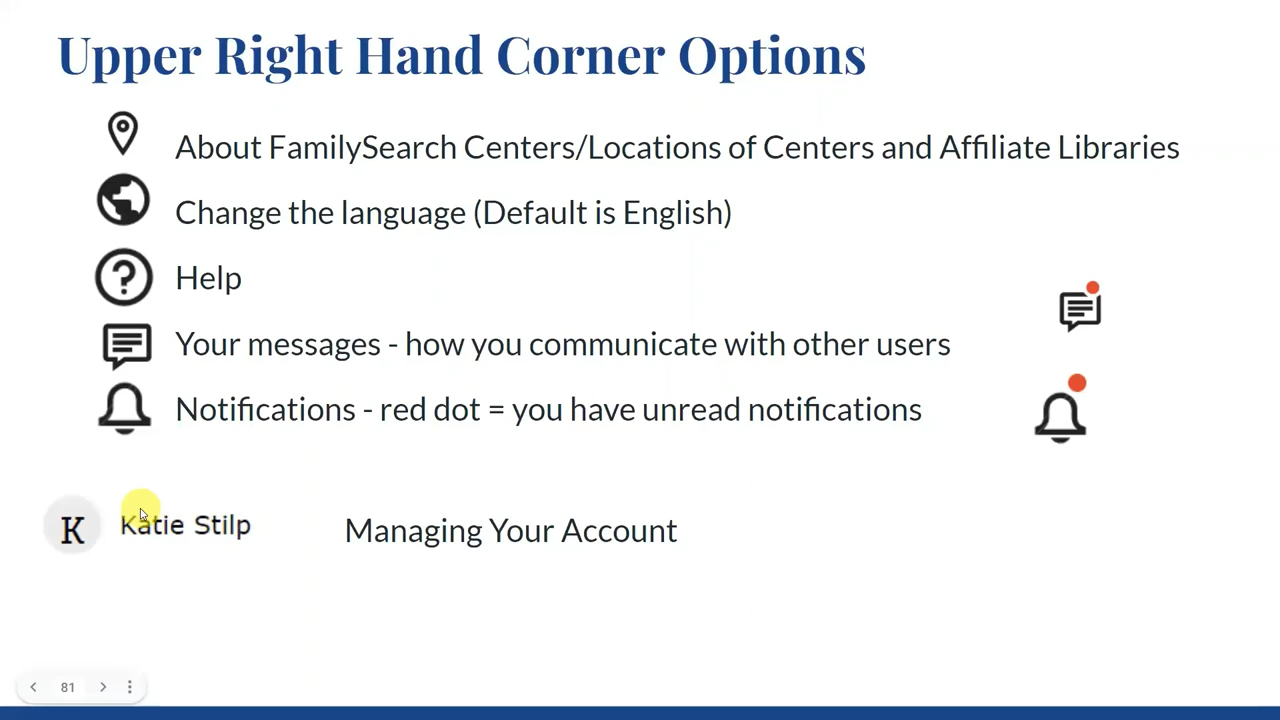 Upper Right Hand Corner Options
About FamilySearch Centers/Locations of Centers and Affiliate Libraries
Change the language (Default is English)
Help
Your messages - how you communicate with other users
Notifications - red dot = you have unread notifications
K Katie Stilp Managing Your Account
81